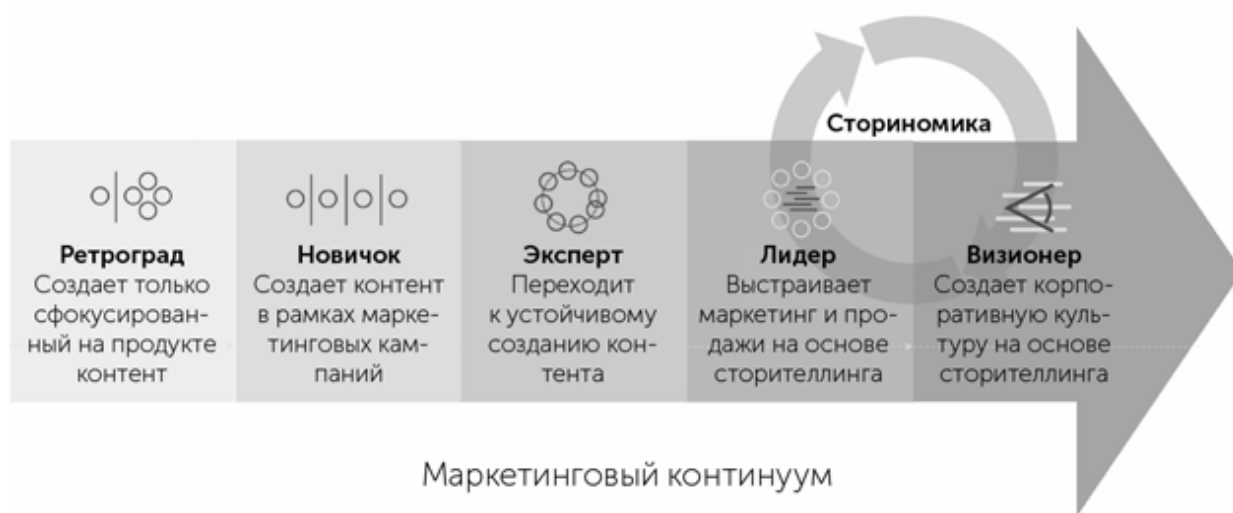 Сториномика
Ретроград
Создает только
сфокусирован-
ный на продукте
контент
Новичок
Создает контент
в рамках марке-
тинговых кам-
паний
Эксперт
Переходит
к устойчивому
созданию кон-
тента
Лидер
Выстраивает
маркетинг и про-
дажи на основе
сторителлинга
Визионер
Создает корпо-
ративную куль-
туру на основе
сторителлинга
Маркетинговый континуум